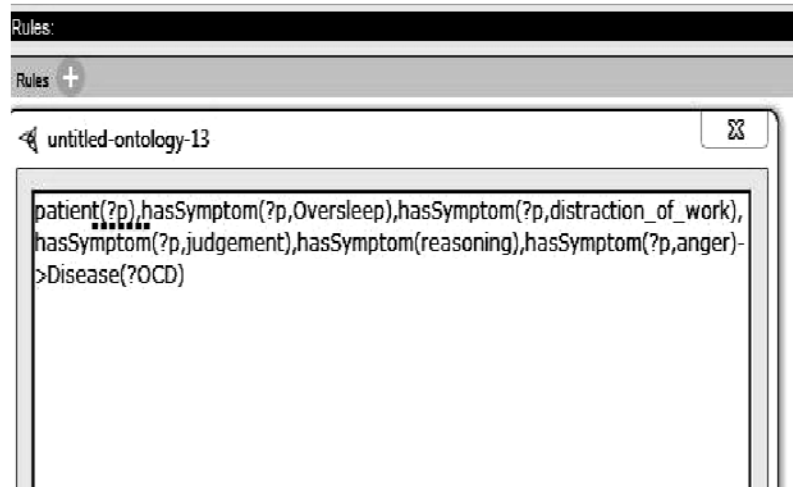 Rules:
Rules +
untitled-ontology-13
patient(?p),hasSymptom(?p,Oversleep),hasSymptom(?p,distraction_of_work),
hasSymptom(?p,judgement),hasSymptom(reasoning),hasSymptom(?p,anger)-
>Disease(?OCD)